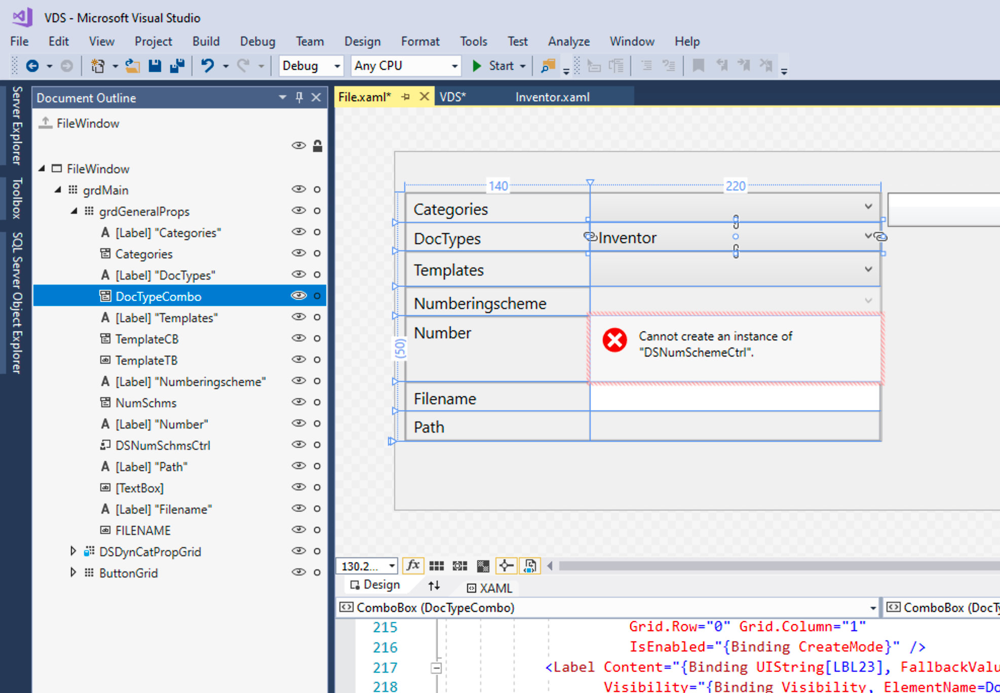 VDS - Microsoft Visual Studio
File Edit View Project Build Debug Team Design Format Tools Test Analyze Window Help
Debug Any CPU Start
Server Explorer
Toolbox
SQL Server Object Explorer
Document Outline
FileWindow
FileWindow
grdMain
grdGeneralProps
[Label] "Categories"
Categories
[Label] "DocTypes"
DocTypeCombo
[Label] "Templates"
TemplateCB
TemplateTB
[Label] "Numberingscheme"
NumSchms
[Label] "Number"
DSNumSchmsCtrl
[Label] "Path"
[TextBox]
[Label] "Filename"
FILENAME
DSDynCatPropGrid
ButtonGrid
File.xaml* VDS* Inventor.xaml
140 220
Categories
DocTypes Inventor
Templates
Numberingscheme
(50)
Number
Cannot create an instance of
"DSNumSchemeCtrl".
Filename
Path
130.2... fx
Design XAML
ComboBox (DocTypeCombo) ComboBox (DocTy
215 Grid.Row="0" Grid.Column="1"
216 IsEnabled="{Binding CreateMode}" />
217 <Label Content="{Binding UIString[LBL23], FallbackValu
218 Visibility="{Binding Visibility, ElementName=Do